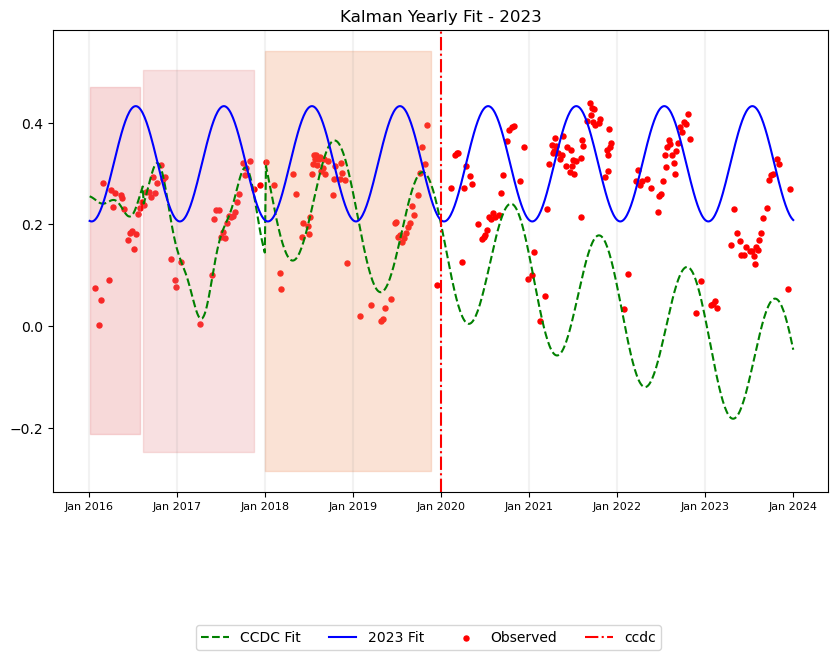 Kalman Yearly Fit - 2023
0.4
0.2
0.0
−0.2
Jan 2016 Jan 2017 Jan 2018 Jan 2019 Jan 2020 Jan 2021 Jan 2022 Jan 2023 Jan 2024
CCDC Fit 2023 Fit Observed ccdc